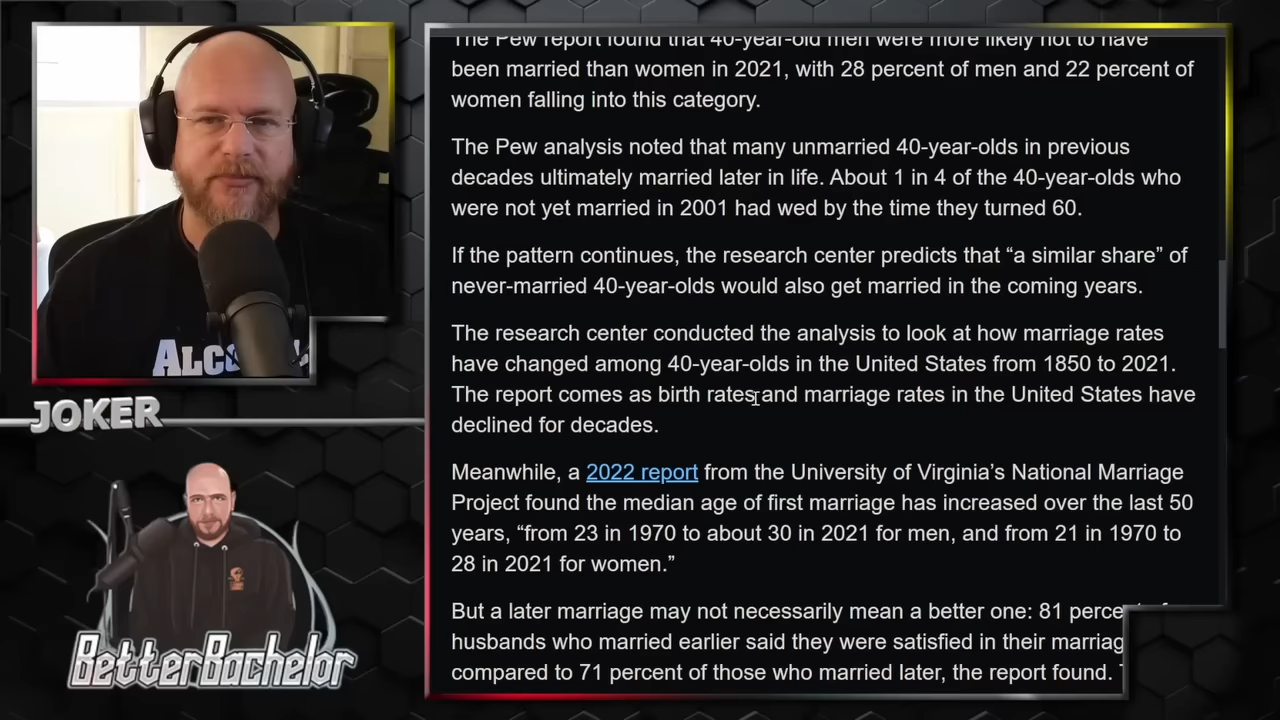 The Pew report found that 40-year-old men were more likely not to have
been married than women in 2021, with 28 percent of men and 22 percent of
women falling into this category.
The Pew analysis noted that many unmarried 40-year-olds in previous
decades ultimately married later in life. About 1 in 4 of the 40-year-olds who
were not yet married in 2001 had wed by the time they turned 60.
If the pattern continues, the research center predicts that “a similar share” of
never-married 40-year-olds would also get married in the coming years.
The research center conducted the analysis to look at how marriage rates
have changed among 40-year-olds in the United States from 1850 to 2021.
The report comes as birth rates and marriage rates in the United States have
declined for decades.
Meanwhile, a 2022 report from the University of Virginia’s National Marriage
Project found the median age of first marriage has increased over the last 50
years, “from 23 in 1970 to about 30 in 2021 for men, and from 21 in 1970 to
28 in 2021 for women.”
But a later marriage may not necessarily mean a better one: 81
husbands who married earlier said they were satisfied in their
compared to 71 percent of those who married later, the report found.
JOKER
BetterBachelor